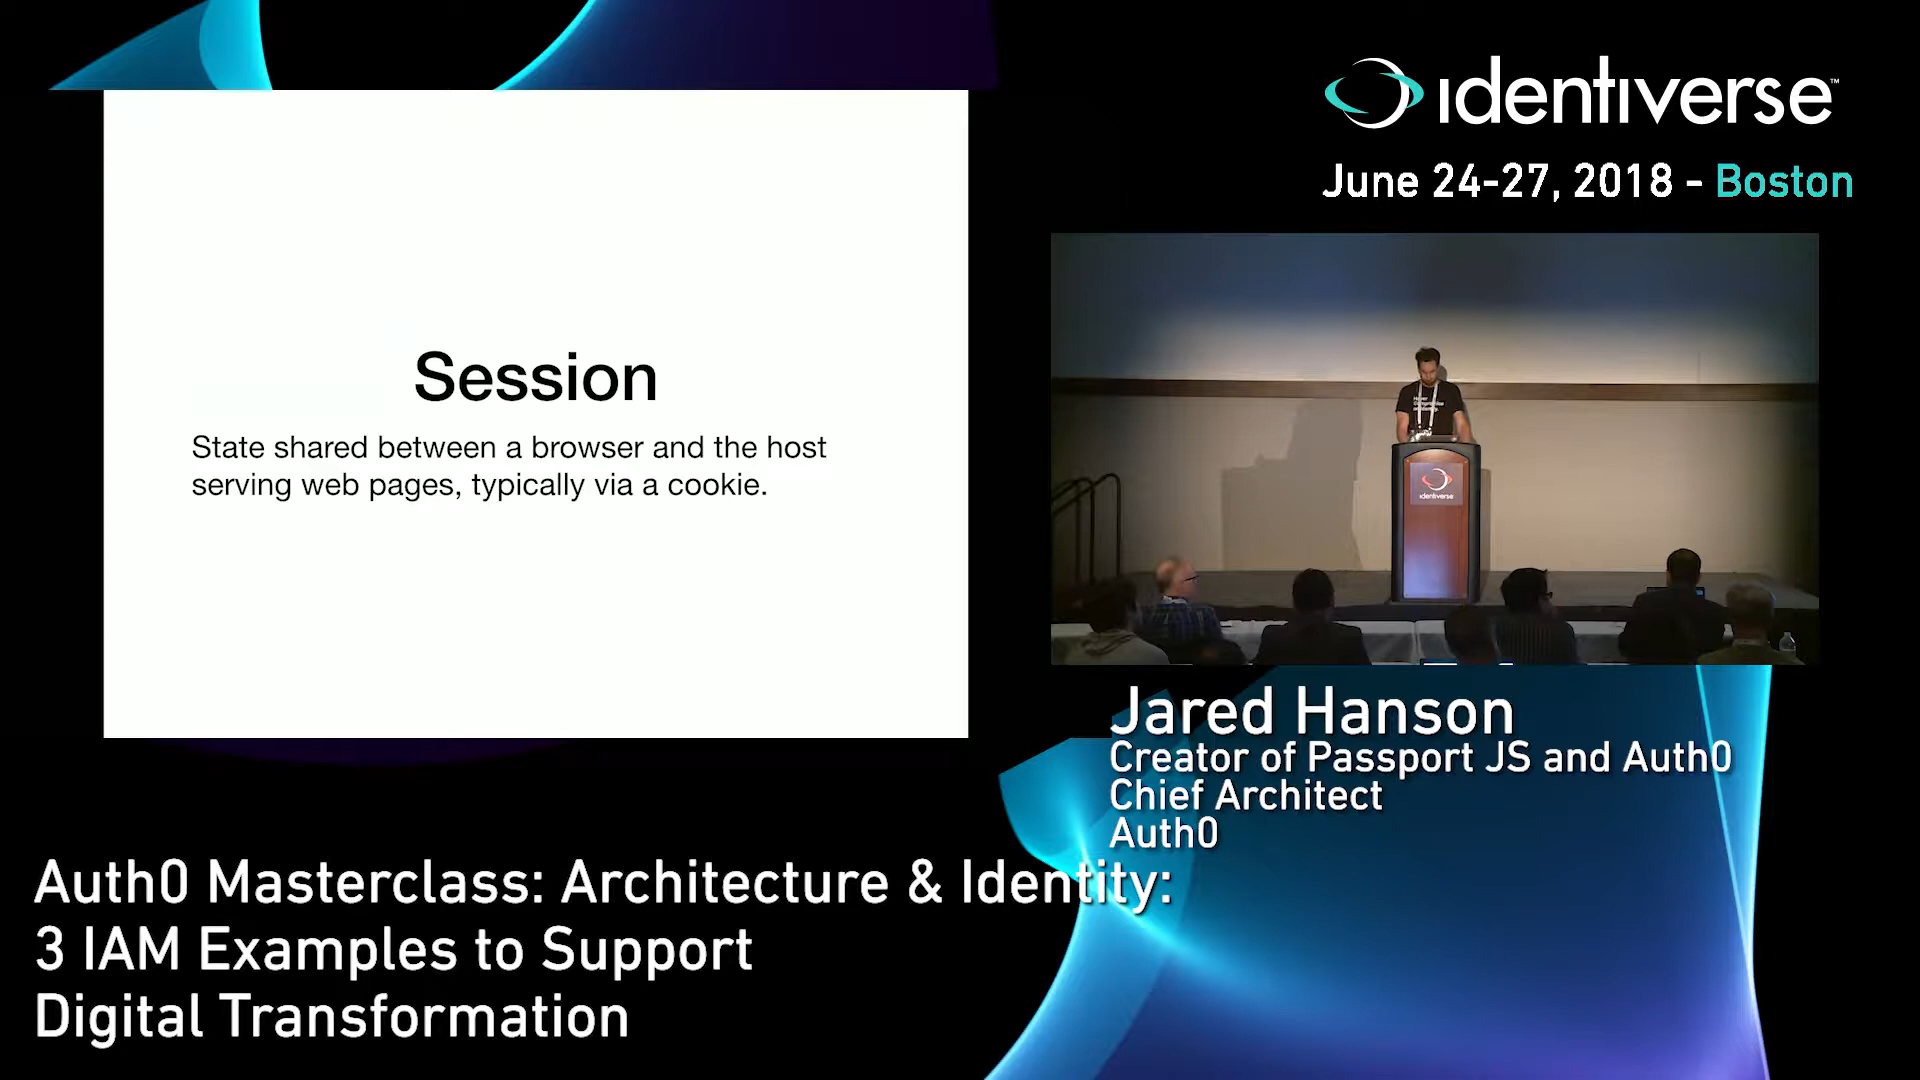 identiverse™
June 24-27, 2018 - Boston
Session
State shared between a browser and the host
serving web pages, typically via a cookie.
identiverse
Jared Hanson
Creator of Passport JS and Auth0
Chief Architect
Auth0
Auth0 Masterclass: Architecture & Identity:
3 IAM Examples to Support
Digital Transformation